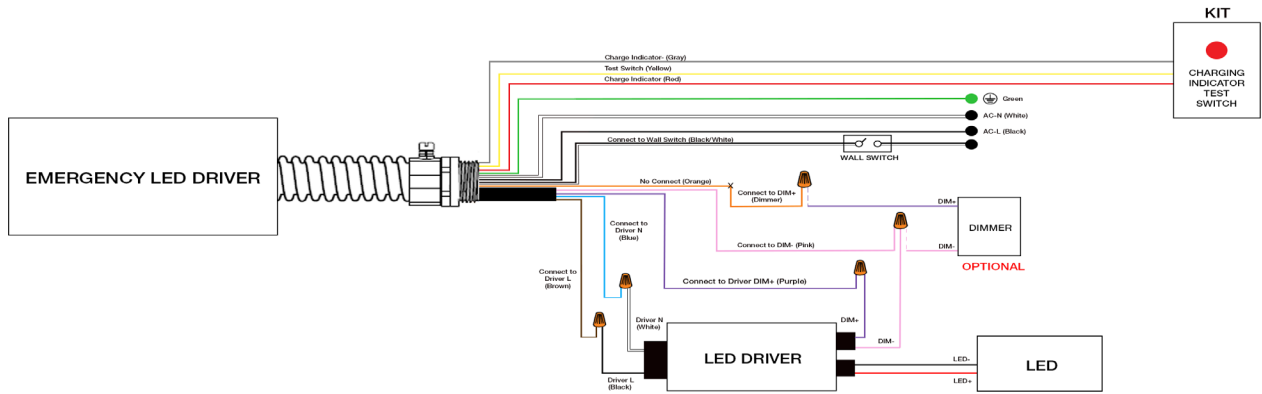 KIT
CHARGING
INDICATOR
TEST
SWITCH
Charge Indicator- (Gray)
Test Switch (Yellow)
Charge Indicator (Red)
Green
AC-N (White)
AC-L (Black)
Connect to Wall Switch (Black/White)
WALL SWITCH
EMERGENCY LED DRIVER
No Connect (Orange)
x
Connect to DIM+
(Dimmer)
DIM+
DIMMER
DIM-
OPTIONAL
Connect to
Driver N
(Blue)
Connect to DIM- (Pink)
Connect to
Driver L
(Brown)
Connect to Driver DIM+ (Purple)
Driver N
(White)
DIM+
DIM-
LED DRIVER
Driver L
(Black)
LED-
LED+
LED